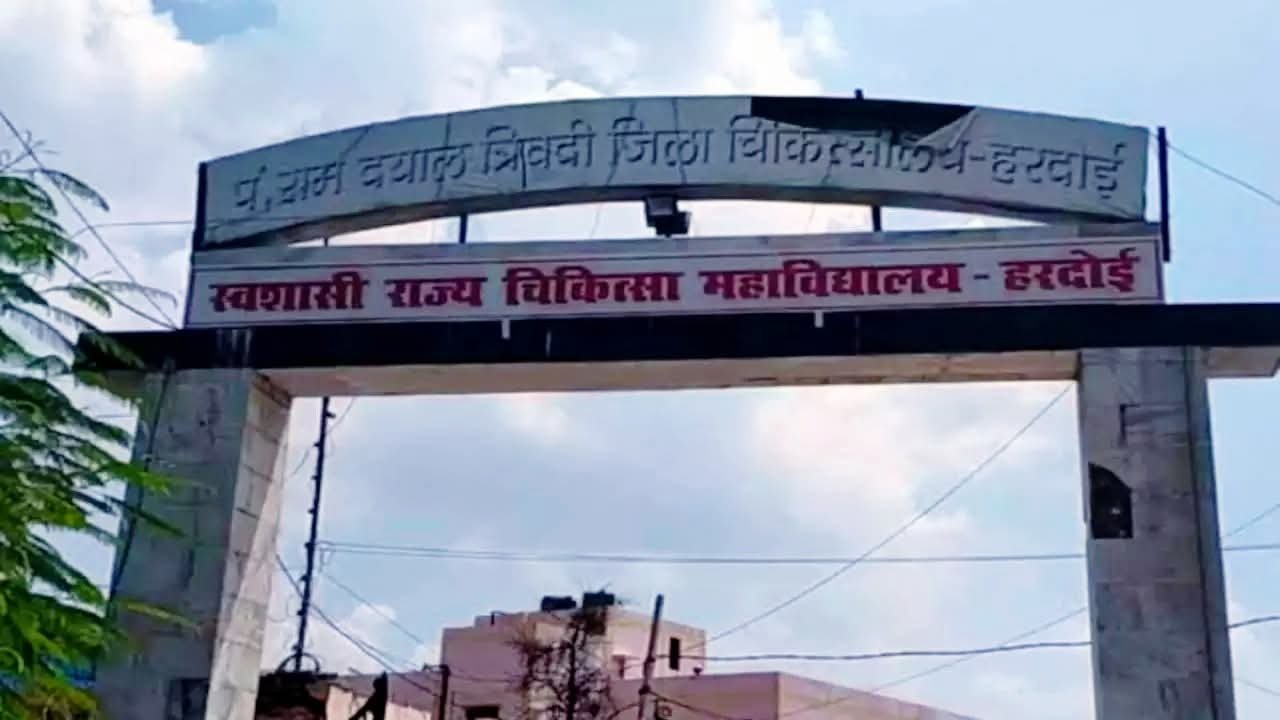 पं. राम दयाल त्रिवेदी जिला चिकित्सालय-हरदोई
स्वशासी राज्य चिकित्सा महाविद्यालय - हरदोई